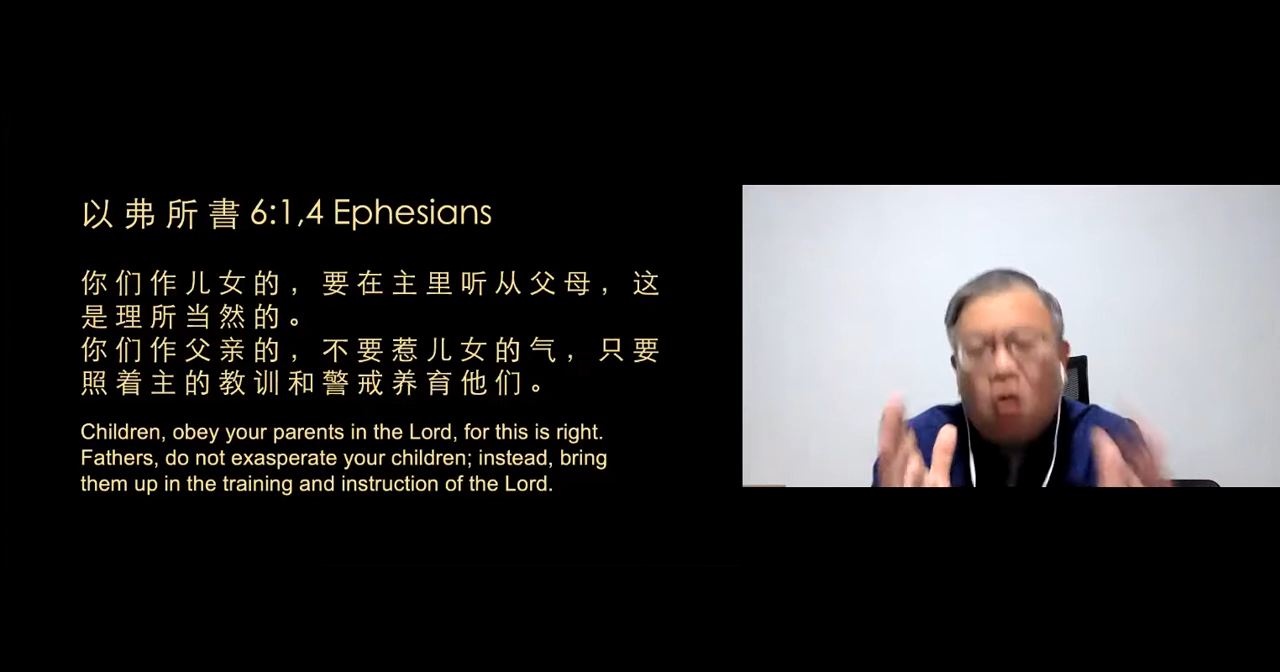 以弗所書 6:1,4 Ephesians
你们作儿女的，要在主里听从父母，这
是理所当然的。
你们作父亲的，不要惹儿女的气，只要
照着主的教训和警戒养育他们。
Children, obey your parents in the Lord, for this is right.
Fathers, do not exasperate your children; instead, bring
them up in the training and instruction of the Lord.